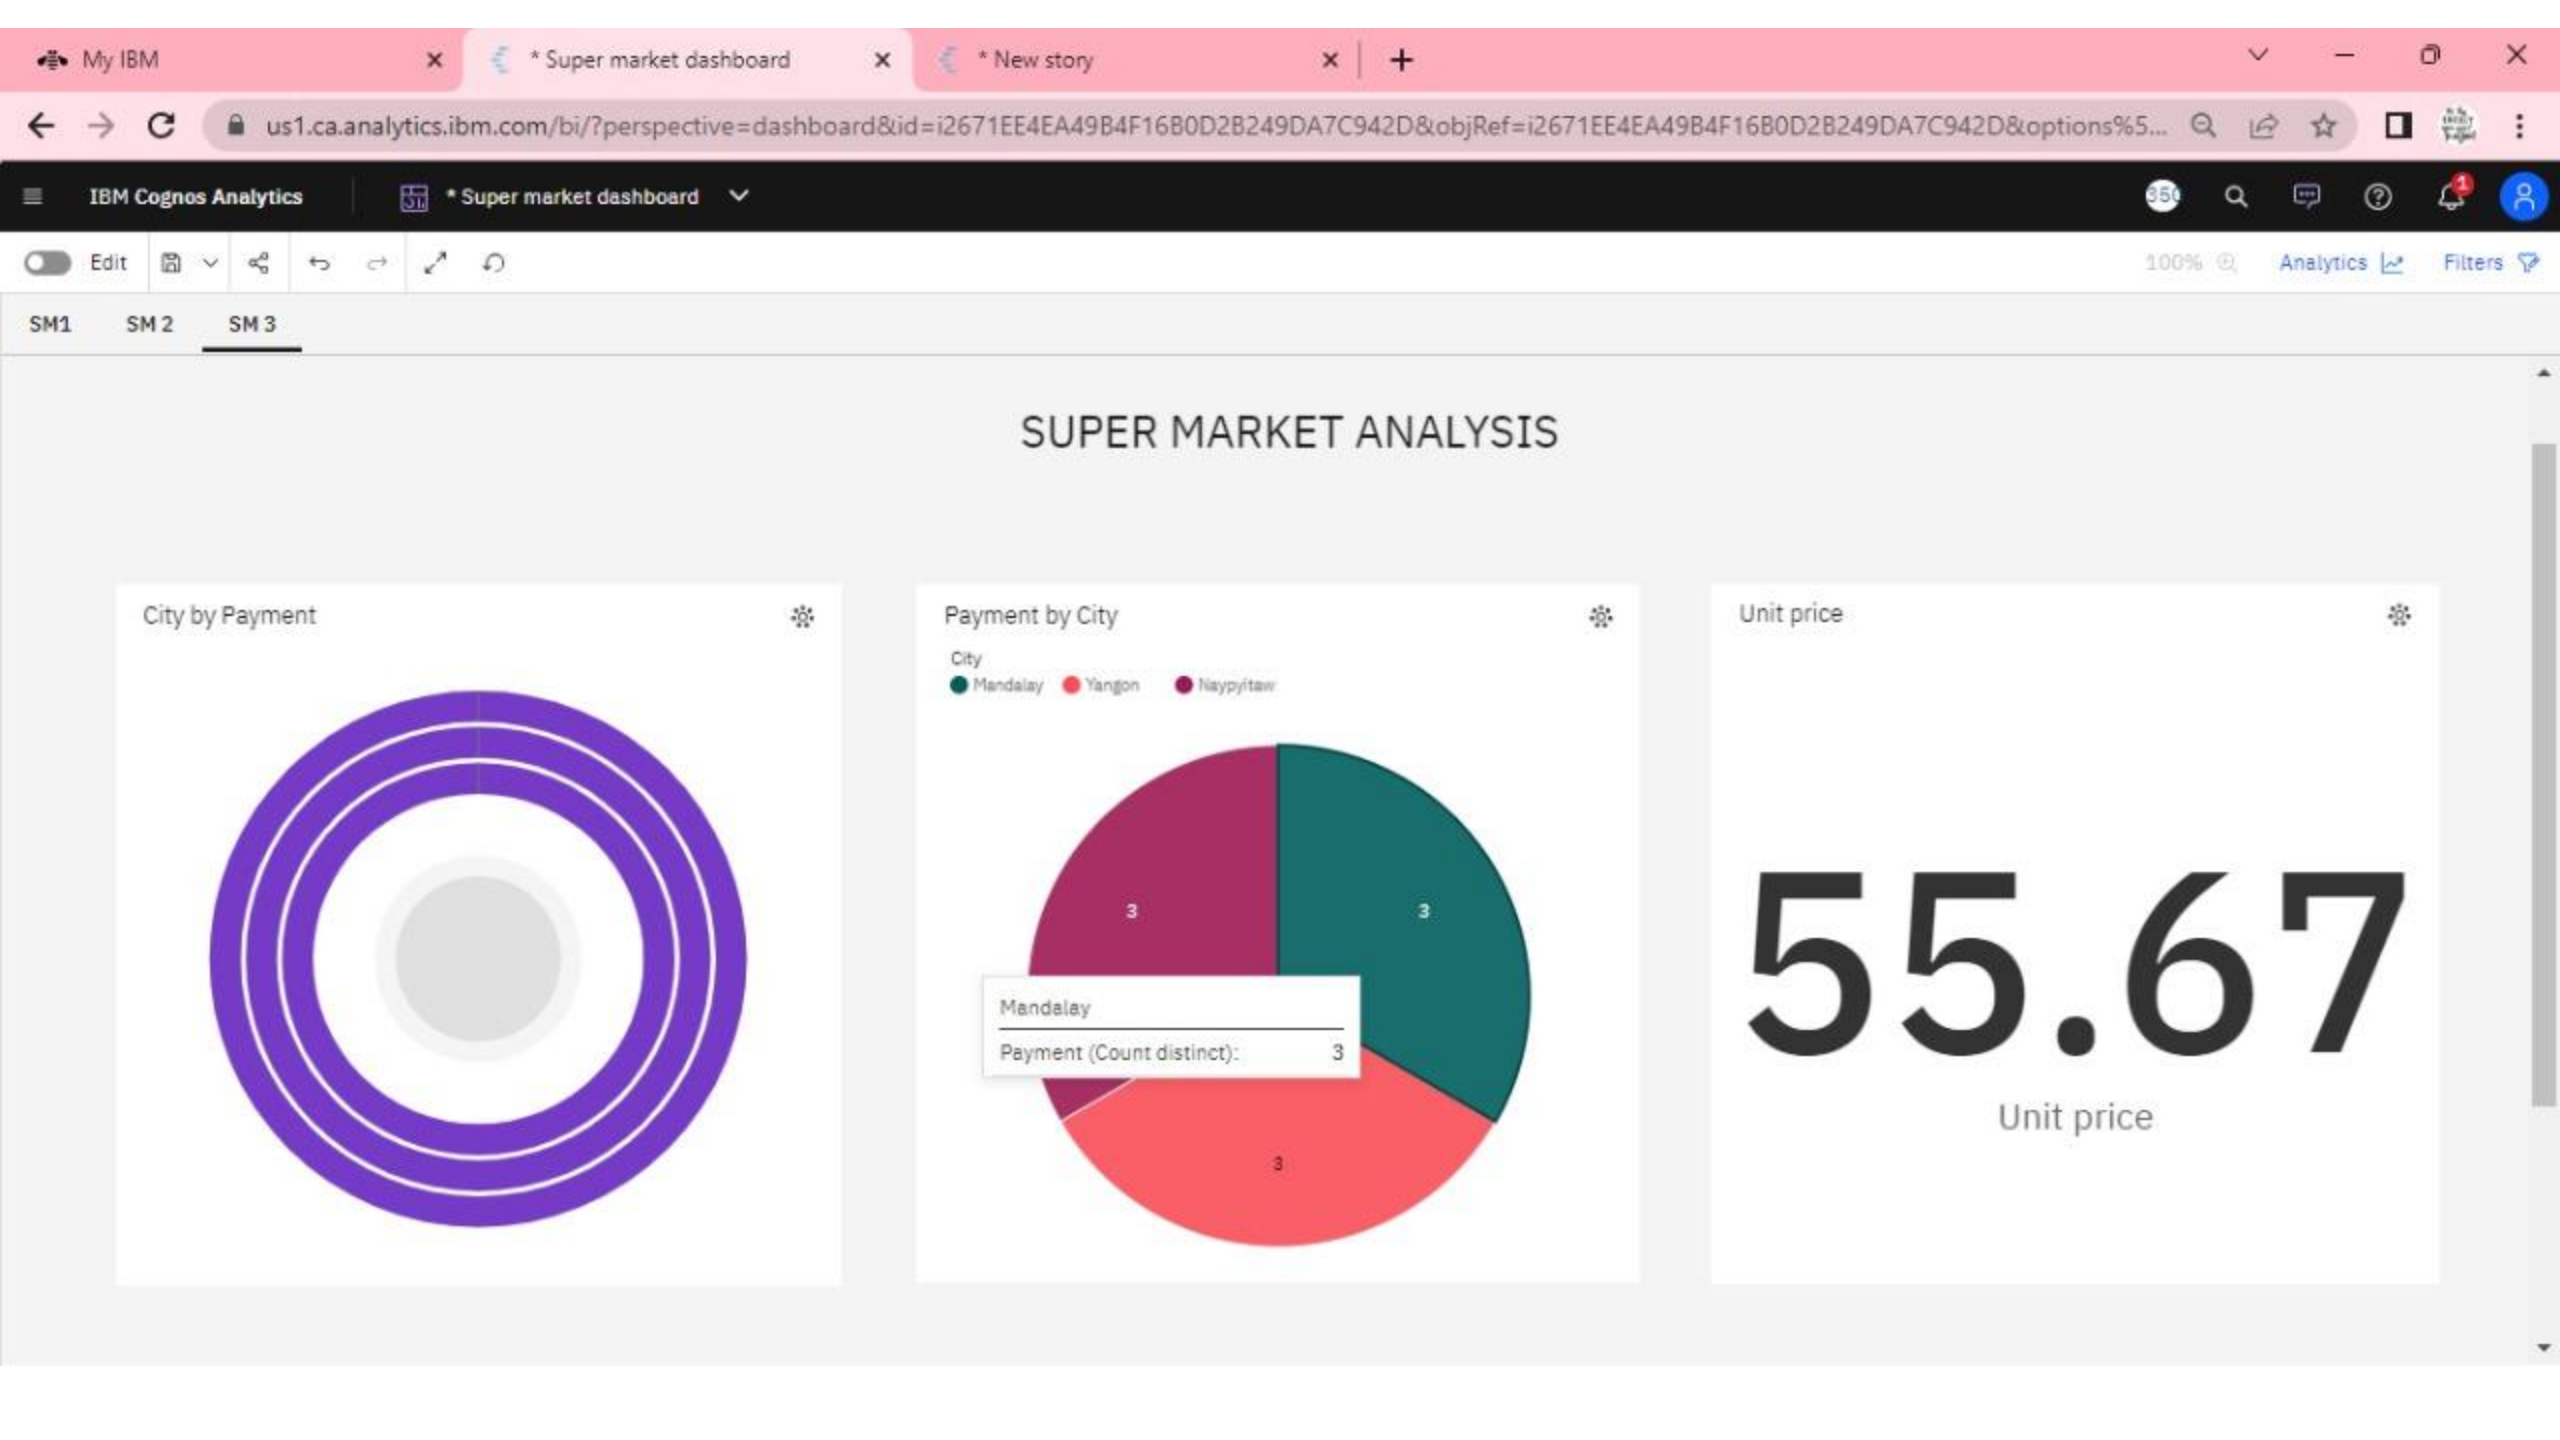 My IBM
* Super market dashboard
* New story
us1.ca.analytics.ibm.com/bi/?perspective=dashboard&id=i2671EE4EA49B4F16B0D2B249DA7C942D&objRef=i2671EE4EA49B4F16B0D2B249DA7C942D&options%5...
IBM Cognos Analytics
* Super market dashboard
1
Edit
100%
Analytics
Filters
SM1
SM 2
SM 3
SUPER MARKET ANALYSIS
City by Payment
Payment by City
City
Mandalay
Yangon
Naypyitaw
3
3
Mandalay
Payment (Count distinct): 3
3
Unit price
55.67
Unit price